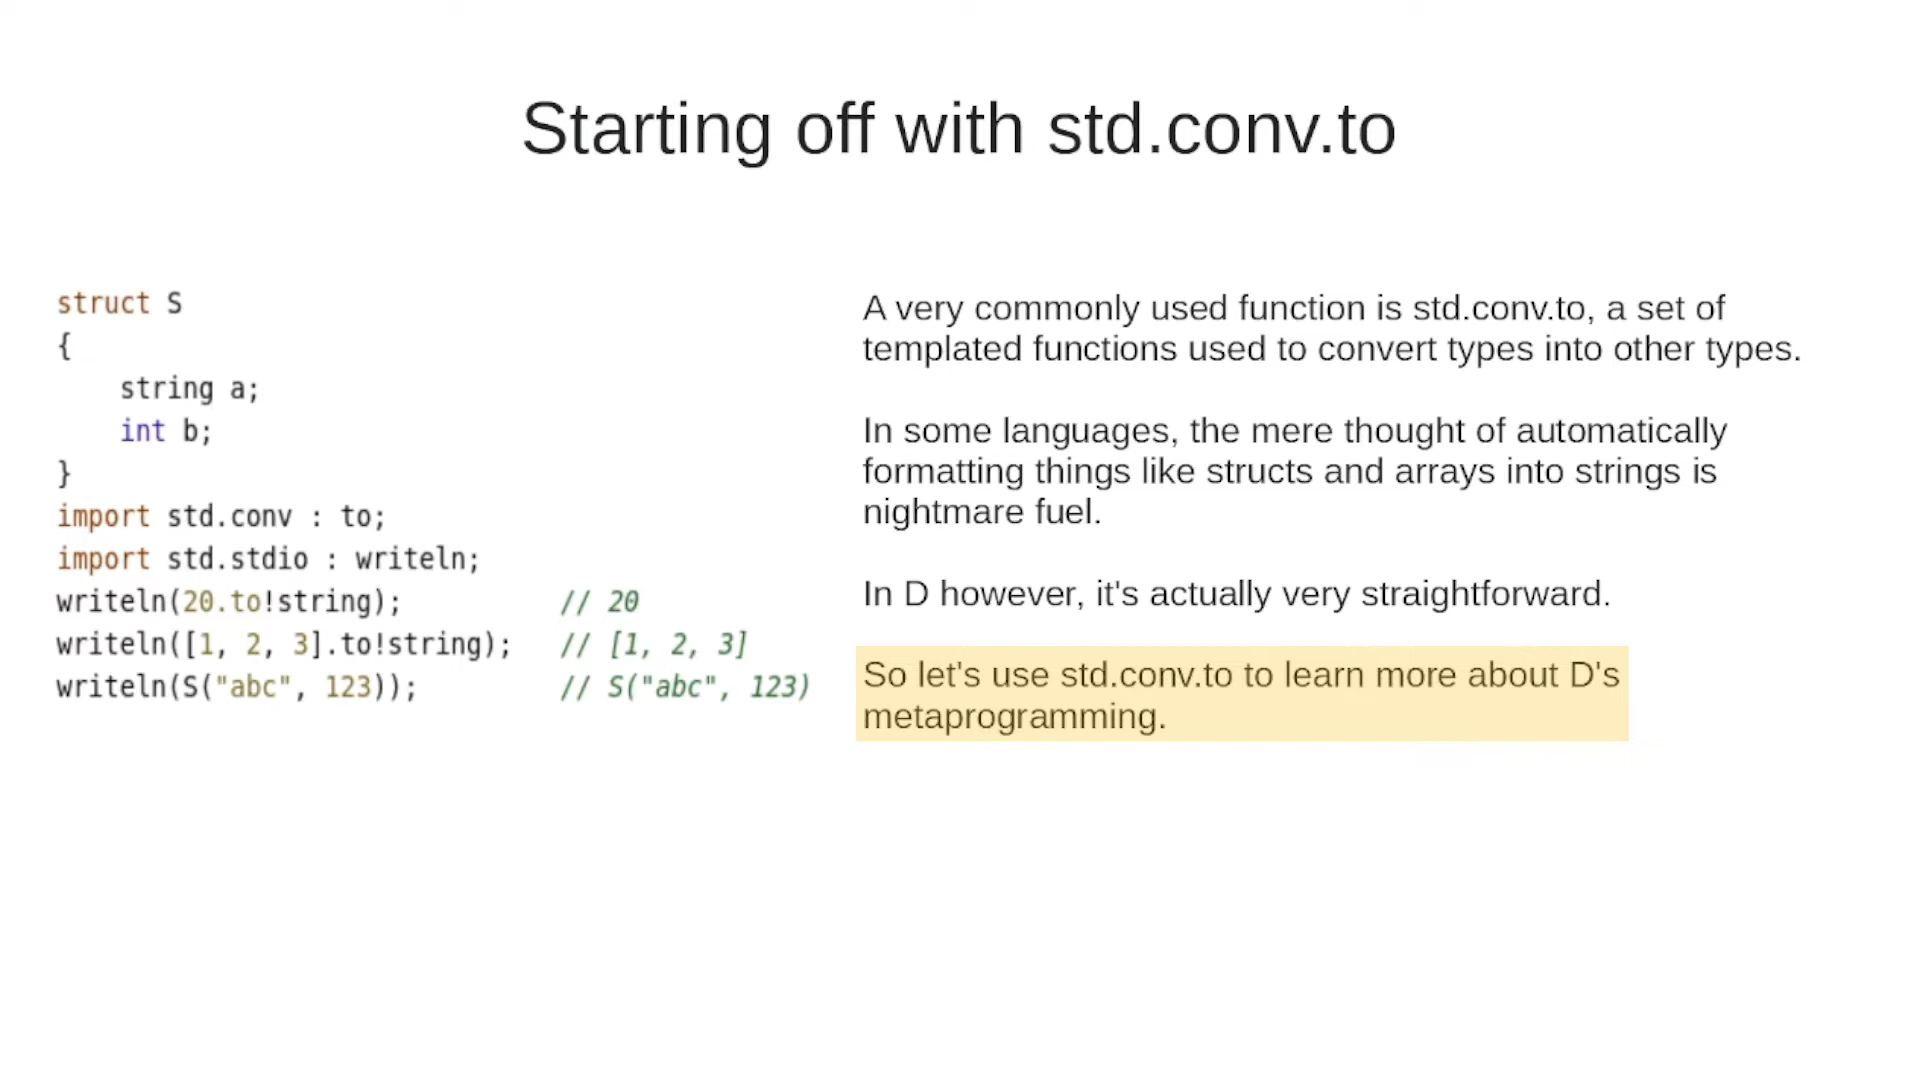 Starting off with std.conv.to
struct S
{
    string a;
    int b;
}
import std.conv : to;
import std.stdio : writeln;
writeln(20.to!string);          // 20
writeln([1, 2, 3].to!string);   // [1, 2, 3]
writeln(S("abc", 123));         // S("abc", 123)
A very commonly used function is std.conv.to, a set of
templated functions used to convert types into other types.
In some languages, the mere thought of automatically
formatting things like structs and arrays into strings is
nightmare fuel.
In D however, it's actually very straightforward.
So let's use std.conv.to to learn more about D's
metaprogramming.